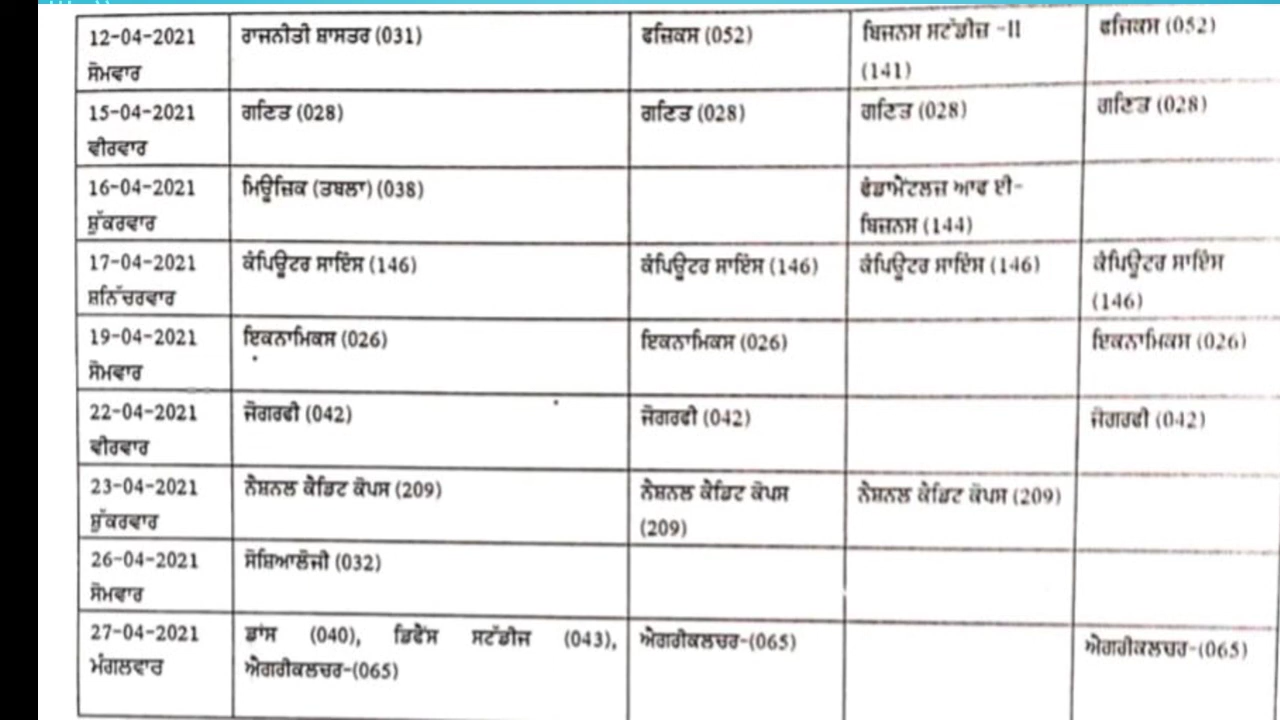 12-04-2021 ਰਾਜਨੀਤੀ ਸ਼ਾਸਤਰ (031) ਫਜ਼ਿਕਸ (052) ਬਿਜਨਸ ਸਟੱਡੀਜ਼ -II ਫਜ਼ਿਕਸ (052)
ਸੋਮਵਾਰ (141)
15-04-2021 ਗਣਿਤ (028) ਗਣਿਤ (028) ਗਣਿਤ (028) ਗਣਿਤ (028)
ਵੀਰਵਾਰ
16-04-2021 ਮਿਊਜ਼ਿਕ (ਤਬਲਾ) (038) ਫੰਡਾਮੈਂਟਲਜ਼ ਆਫ ਈ-
ਸ਼ੁੱਕਰਵਾਰ ਬਿਜਨਸ (144)
17-04-2021 ਕੰਪਿਊਟਰ ਸਾਇੰਸ (146) ਕੰਪਿਊਟਰ ਸਾਇੰਸ (146) ਕੰਪਿਊਟਰ ਸਾਇੰਸ (146) ਕੰਪਿਊਟਰ ਸਾਇੰਸ
ਸ਼ਨਿੱਚਰਵਾਰ (146)
19-04-2021 ਇਕਨਾਮਿਕਸ (026) ਇਕਨਾਮਿਕਸ (026) ਇਕਨਾਮਿਕਸ (026)
ਸੋਮਵਾਰ
22-04-2021 ਜੋਗਰਫੀ (042) ਜੋਗਰਫੀ (042) ਜੋਗਰਫੀ (042)
ਵੀਰਵਾਰ
23-04-2021 ਨੈਸ਼ਨਲ ਕੈਡਿਟ ਕੋਪਸ (209) ਨੈਸ਼ਨਲ ਕੈਡਿਟ ਕੋਪਸ ਨੈਸ਼ਨਲ ਕੈਡਿਟ ਕੋਪਸ (209)
ਸ਼ੁੱਕਰਵਾਰ (209)
26-04-2021 ਸੋਸ਼ਿਆਲੋਜੀ (032)
ਸੋਮਵਾਰ
27-04-2021 ਡਾਂਸ (040), ਡਿਫੈਂਸ ਸਟੱਡੀਜ (043), ਐਗਰੀਕਲਚਰ-(065) ਐਗਰੀਕਲਚਰ-(065)
ਮੰਗਲਵਾਰ ਐਗਰੀਕਲਚਰ-(065)